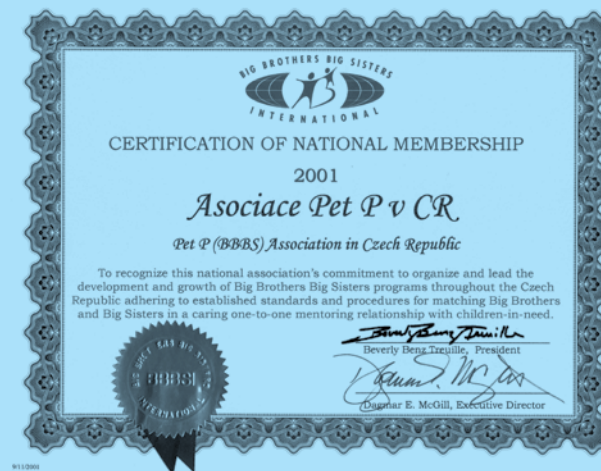 BIG BROTHERS BIG SISTERS
INTERNATIONAL
CERTIFICATION OF NATIONAL MEMBERSHIP
2001
Asociace Pet P v CR
Pet P (BBBS) Association in Czech Republic
To recognize this national association's commitment to organize and lead the
development and growth of Big Brothers Big Sisters programs throughout the Czech
Republic adhering to established standards and procedures for matching Big Brothers
and Big Sisters in a caring one-to-one mentoring relationship with children-in-need.
Beverly Benz Treuille
Beverly Benz Treuille, President
Dagmar E. McGill, Executive Director
BBBSI
INTERNATIONAL